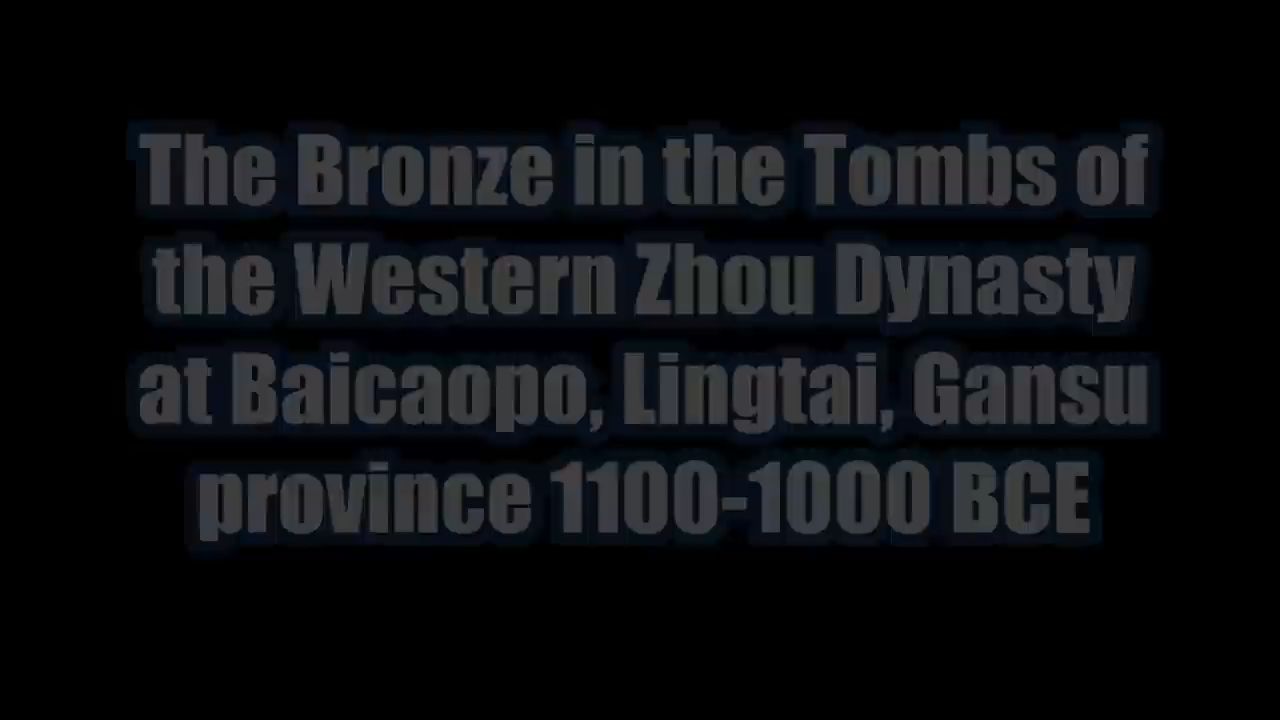 The Bronze in the Tombs of
the Western Zhou Dynasty
at Baicaopo, Lingtai, Gansu
province 1100-1000 BCE